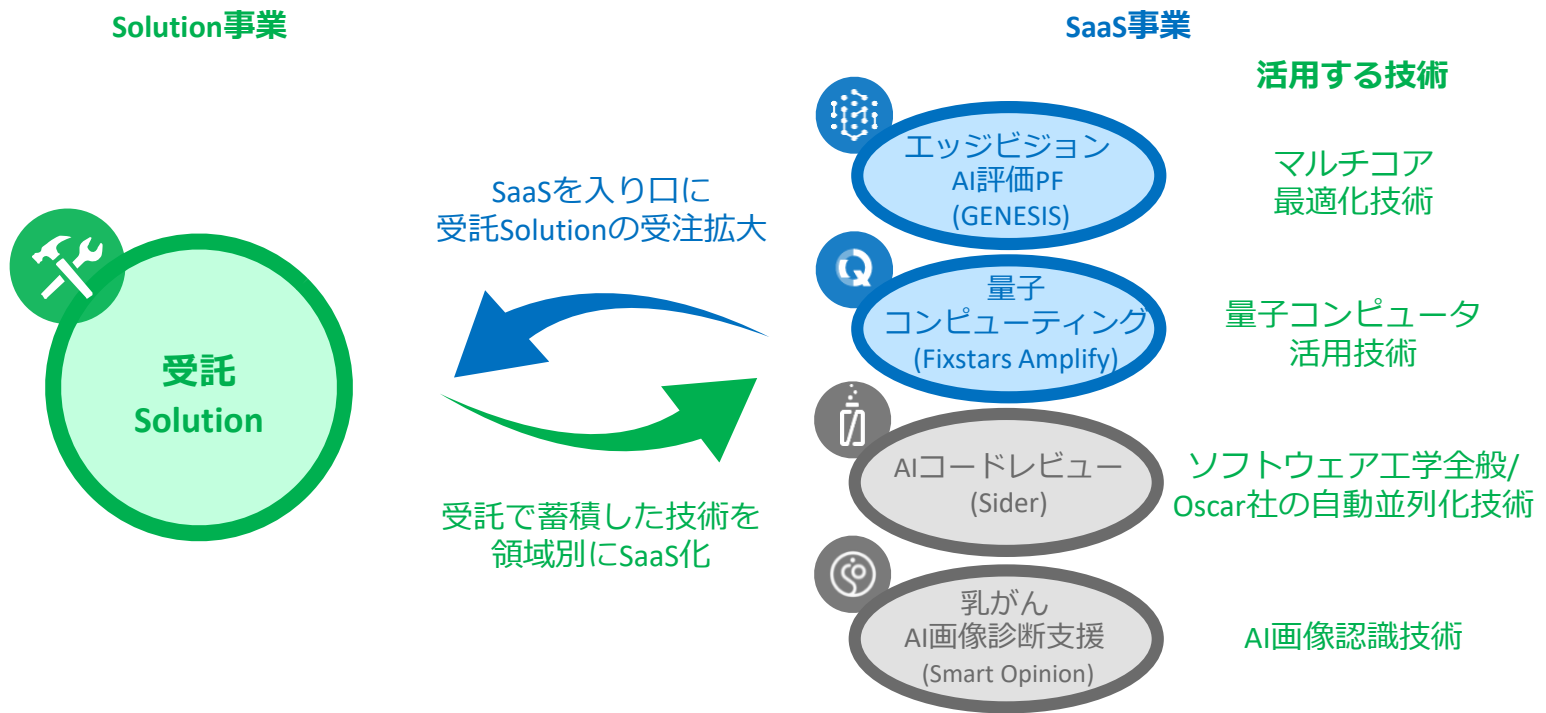 Solution事業
受託
Solution
SaaSを入り口に
受託Solutionの受注拡大
受託で蓄積した技術を
領域別にSaaS化
SaaS事業
活用する技術
エッジビジョン
AI評価PF
(GENESIS)
マルチコア
最適化技術
量子
コンピューティング
(Fixstars Amplify)
量子コンピュータ
活用技術
AIコードレビュー
(Sider)
ソフトウェア工学全般/
Oscar社の自動並列化技術
乳がん
AI画像診断支援
(Smart Opinion)
AI画像認識技術